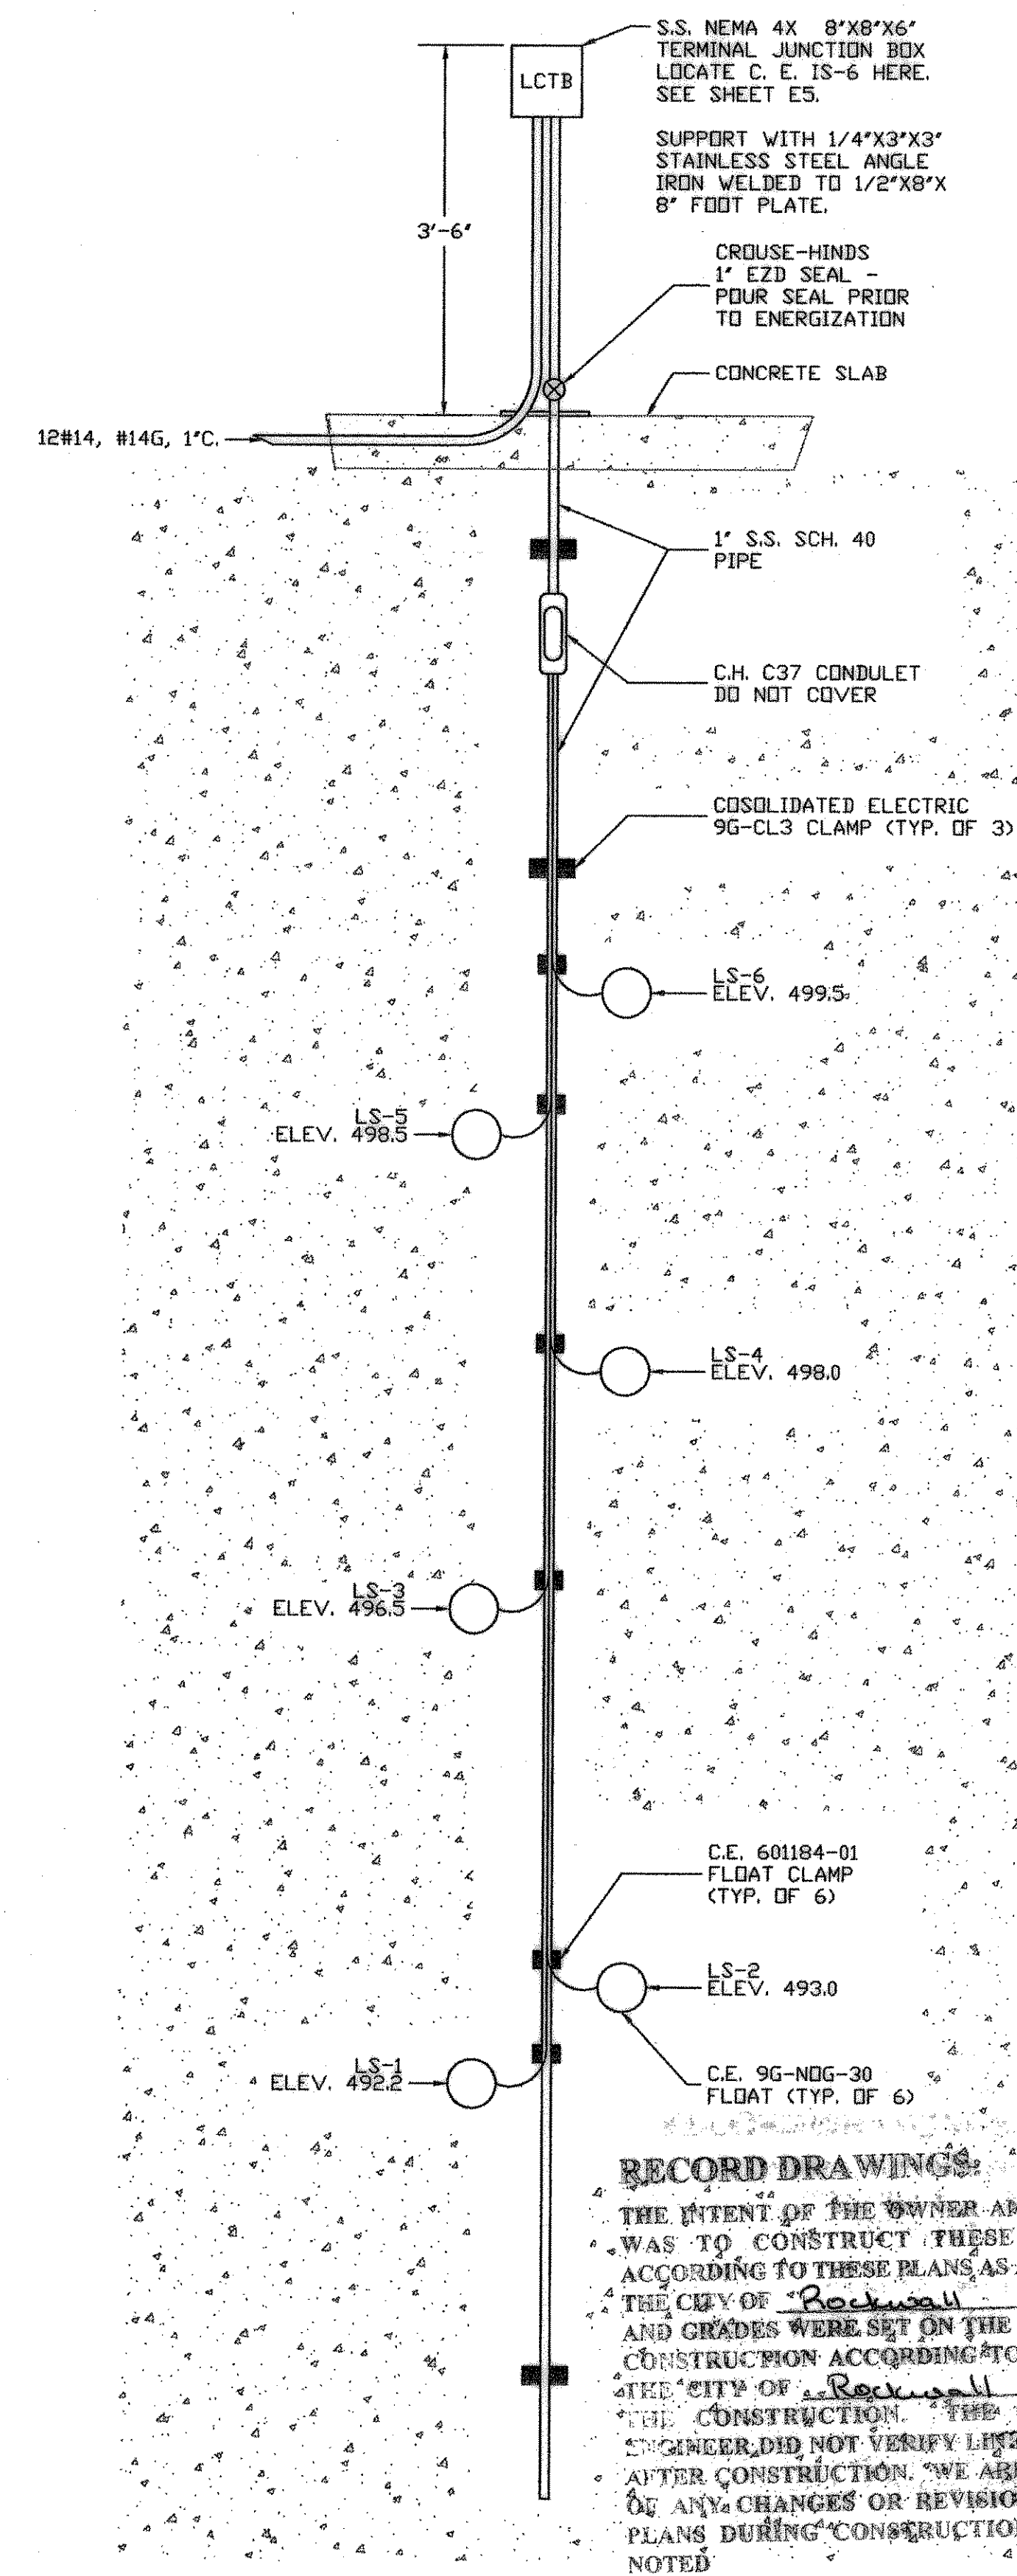 S.S. NEMA 4X 8"X8"X6"
TERMINAL JUNCTION BOX
LOCATE C. E. IS-6 HERE.
SEE SHEET E5.
LCTB
SUPPORT WITH 1/4"X3"X3"
STAINLESS STEEL ANGLE
IRON WELDED TO 1/2"X8"X
8" FOOT PLATE.
3'-6"
CROUSE-HINDS
1" EZD SEAL -
POUR SEAL PRIOR
TO ENERGIZATION
CONCRETE SLAB
12#14, #14G, 1"C.
1" S.S. SCH. 40
PIPE
C.H. C37 CONDULET
DO NOT COVER
COSOLIDATED ELECTRIC
9G-CL3 CLAMP (TYP. OF 3)
LS-6
ELEV. 499.5
LS-5
ELEV. 498.5
LS-4
ELEV. 498.0
LS-3
ELEV. 496.5
C.E. 601184-01
FLOAT CLAMP
(TYP. OF 6)
LS-2
ELEV. 493.0
LS-1
ELEV. 492.2
C.E. 9G-NOG-30
FLOAT (TYP. OF 6)
RECORD DRAWINGS:
THE INTENT OF THE OWNER
WAS TO CONSTRUCT THESE
ACCORDING TO THESE PLANS AS
THE CITY OF Rockwall
AND GRADES WERE SET ON THE
CONSTRUCTION ACCORDING TO
THE CITY OF Rockwall
THE CONSTRUCTION. THE
ENGINEER DID NOT VERIFY
AFTER CONSTRUCTION. WE
OF ANY CHANGES OR
PLANS DURING CONSTRUCTION
NOTED